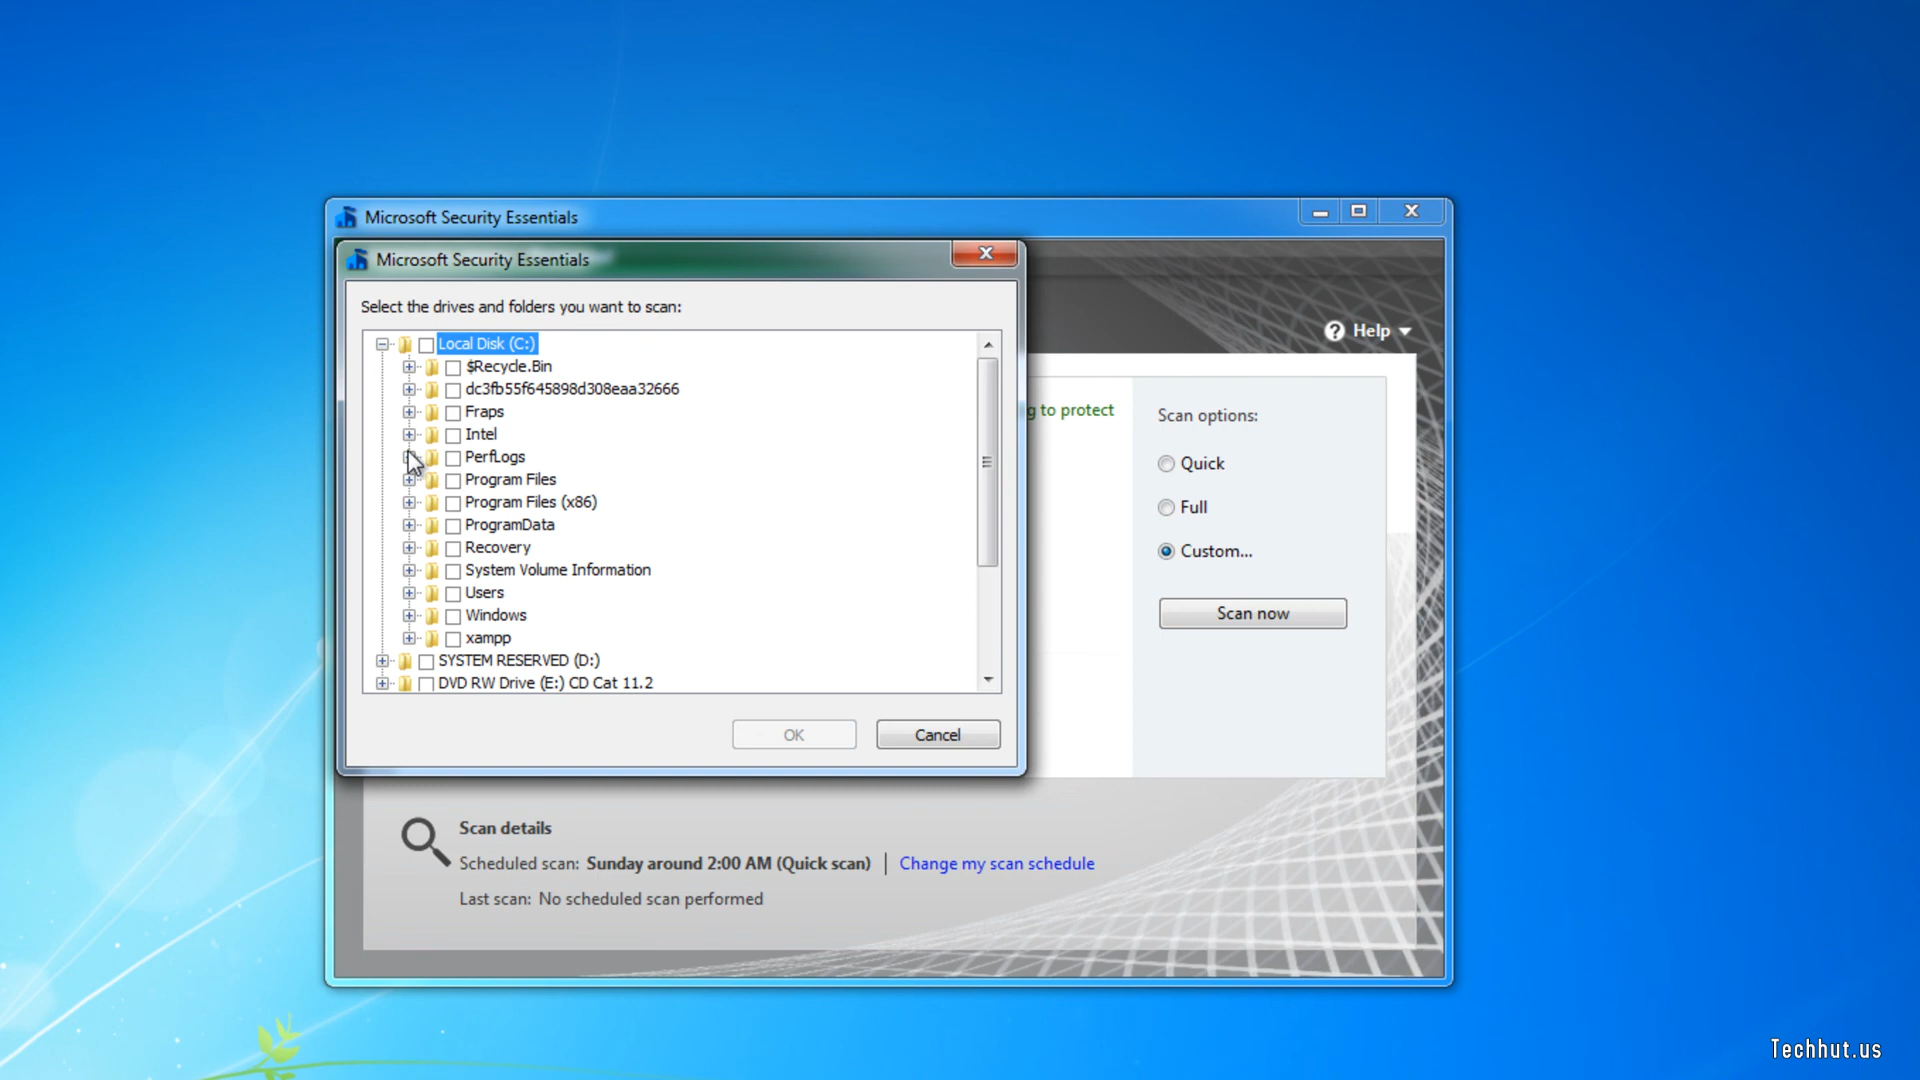 Microsoft Security Essentials
Microsoft Security Essentials
Select the drives and folders you want to scan:
Local Disk (C:)
$Recycle.Bin
dc3fb55f645898d308eaa32666
Fraps
Intel
PerfLogs
Program Files
Program Files (x86)
ProgramData
Recovery
System Volume Information
Users
Windows
xampp
SYSTEM RESERVED (D:)
DVD RW Drive (E:) CD Cat 11.2
OK
Cancel
Help
to protect
Scan options:
Quick
Full
Custom...
Scan now
Scan details
Scheduled scan: Sunday around 2:00 AM (Quick scan) | Change my scan schedule
Last scan: No scheduled scan performed
Techhut.us